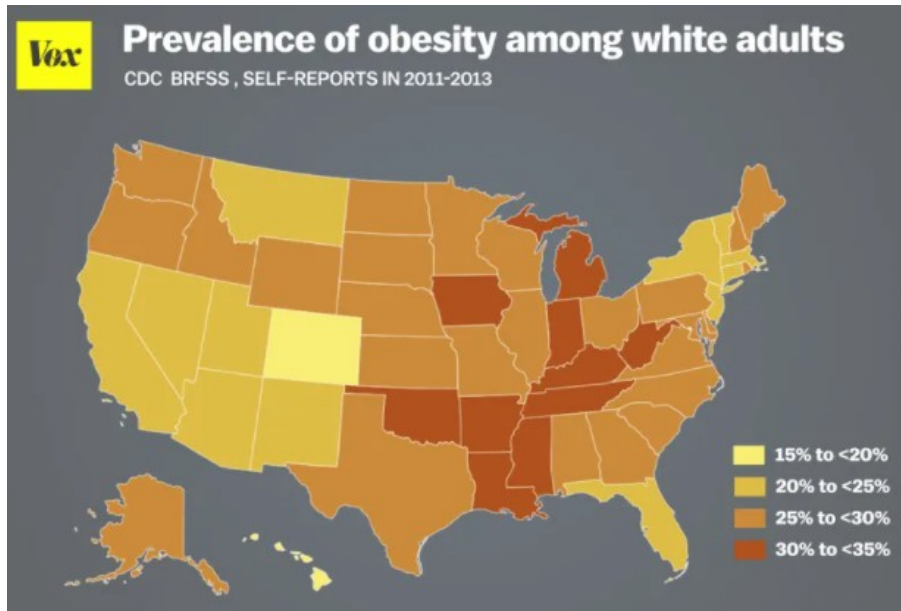 Vox
Prevalence of obesity among white adults
CDC BRFSS , SELF-REPORTS IN 2011-2013
15% to <20%
20% to <25%
25% to <30%
30% to <35%